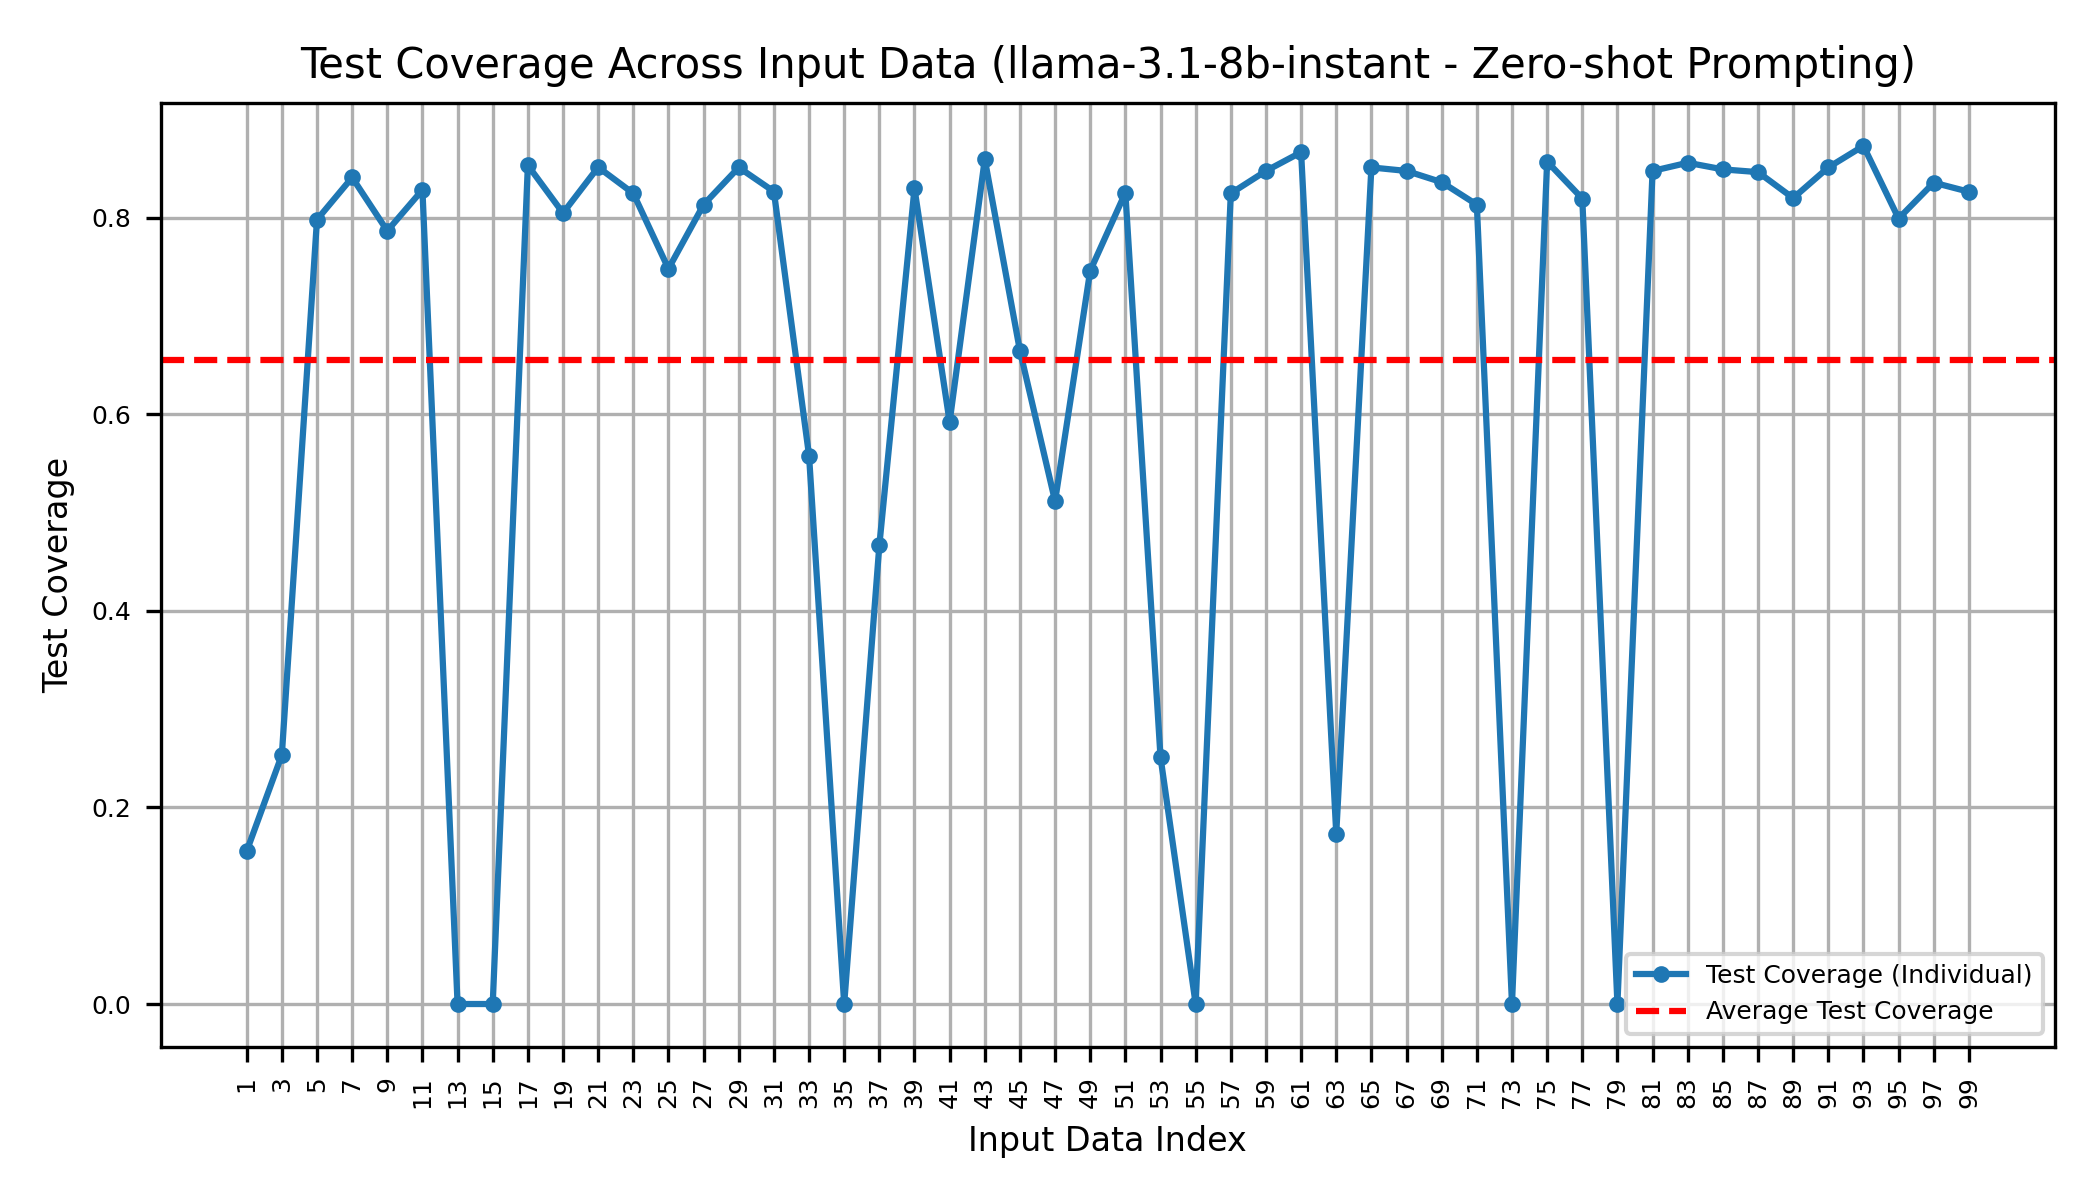 Test Coverage Across Input Data (llama-3.1-8b-instant - Zero-shot Prompting)
Test Coverage
0.8
0.6
0.4
0.2
0.0
Test Coverage (Individual)
Average Test Coverage
1 3 5 7 9 11 13 15 17 19 21 23 25 27 29 31 33 35 37 39 41 43 45 47 49 51 53 55 57 59 61 63 65 67 69 71 73 75 77 79 81 83 85 87 89 91 93 95 97 99
Input Data Index